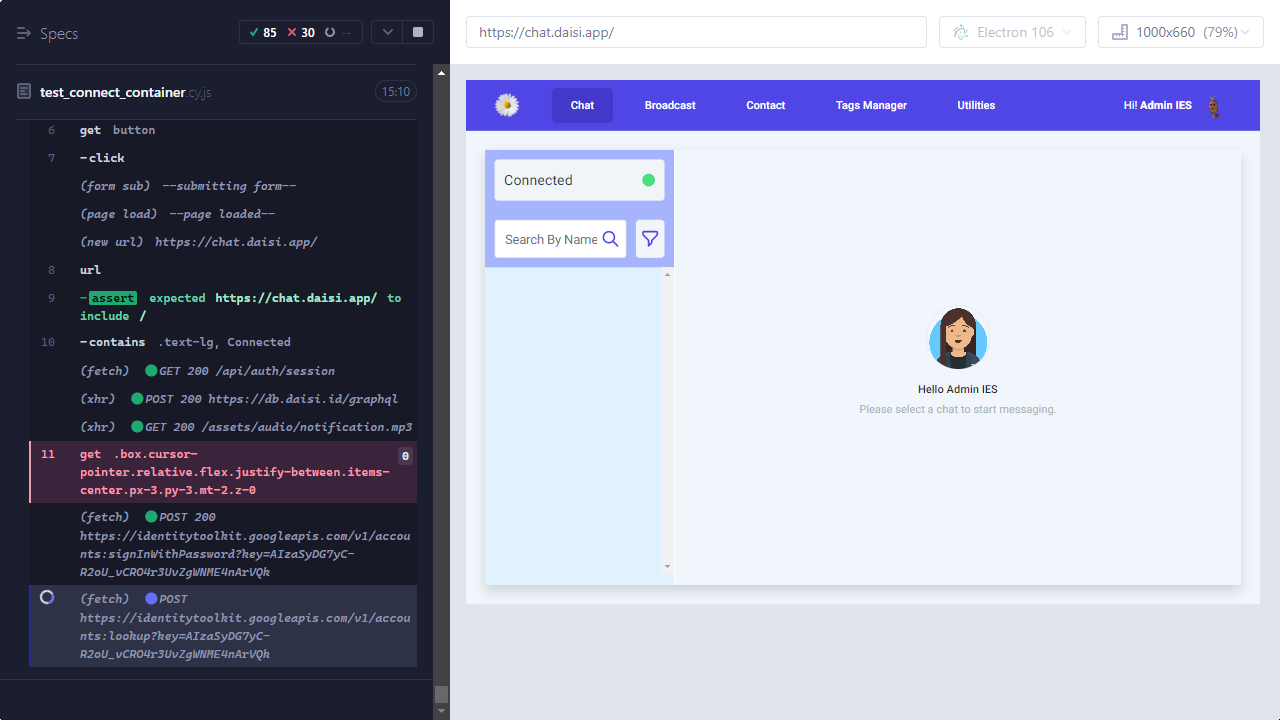 Specs
85
30
--
test_connect_container.cy.js
15:10
6 get button
7 -click
(form sub) --submitting form--
(page load) --page loaded--
(new url) https://chat.daisi.app/
8 url
9 -assert expected https://chat.daisi.app/ to
include /
10 -contains .text-lg, Connected
(fetch) GET 200 /api/auth/session
(xhr) POST 200 https://db.daisi.id/graphql
(xhr) GET 200 /assets/audio/notification.mp3
11 get .box.cursor-
pointer.relative.flex.justify-between.items-
center.px-3.py-3.mt-2.z-0
0
(fetch) POST 200
https://identitytoolkit.googleapis.com/v1/accou
nts:signInWithPassword?key=AIzaSyDG7yC-
R2oU_vCRO4r3UvZgWNME4nArVQk
(fetch) POST
https://identitytoolkit.googleapis.com/v1/accou
nts:lookup?key=AIzaSyDG7yC-
R2oU_vCRO4r3UvZgWNME4nArVQk
https://chat.daisi.app/
Electron 106
1000x660 (79%)
Chat
Broadcast
Contact
Tags Manager
Utilities
Hi! Admin IES
Connected
Search By Name
Hello Admin IES
Please select a chat to start messaging.